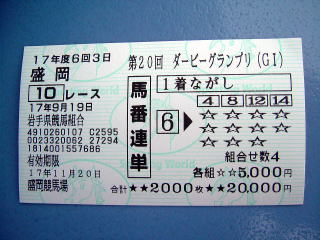 17年度6回3日
盛岡
10レース
17年9月19日
岩手県競馬組合
4910260107 C2595
0023320062 27294
1814001557686
有効期限
17年11月20日
盛岡競馬場
第20回 ダービーグランプリ(GI)
馬番連単
1着ながし
6
4 8 12 14
☆☆☆☆
☆☆☆☆
☆☆☆☆
組合せ数4
各組☆☆5,000円
合計★★2000枚★★20,000円